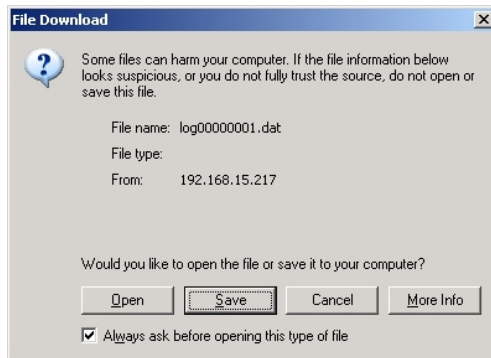 File Download
Some files can harm your computer. If the file information below
looks suspicious, or you do not fully trust the source, do not open or
save this file.
File name: log00000001.dat
File type:
From: 192.168.15.217
Would you like to open the file or save it to your computer?
Open Save Cancel More Info
Always ask before opening this type of file